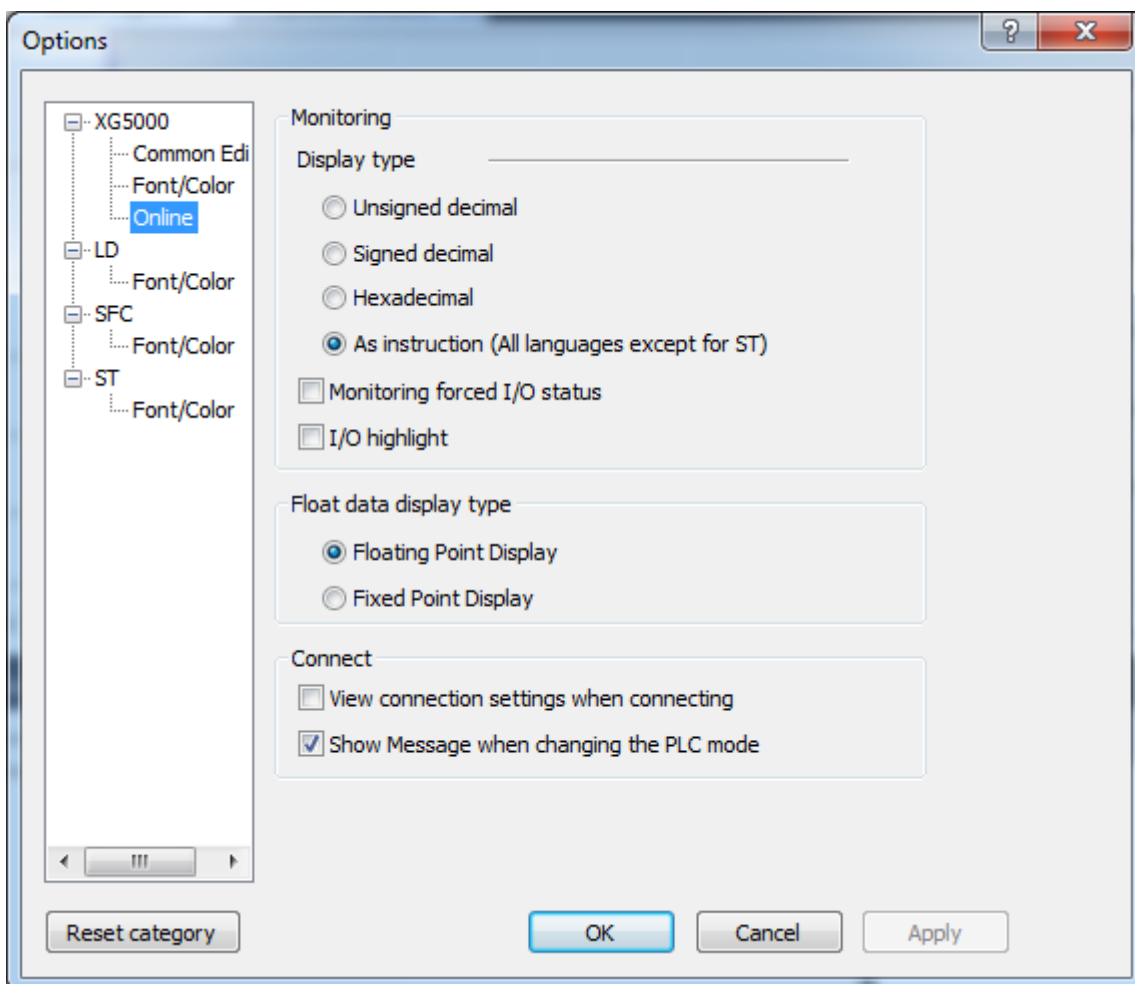 Options
XG5000
Common Edi
Font/Color
Online
LD
Font/Color
SFC
Font/Color
ST
Font/Color
Monitoring
Display type
Unsigned decimal
Signed decimal
Hexadecimal
As instruction (All languages except for ST)
Monitoring forced I/O status
I/O highlight
Float data display type
Floating Point Display
Fixed Point Display
Connect
View connection settings when connecting
Show Message when changing the PLC mode
Reset category
OK
Cancel
Apply